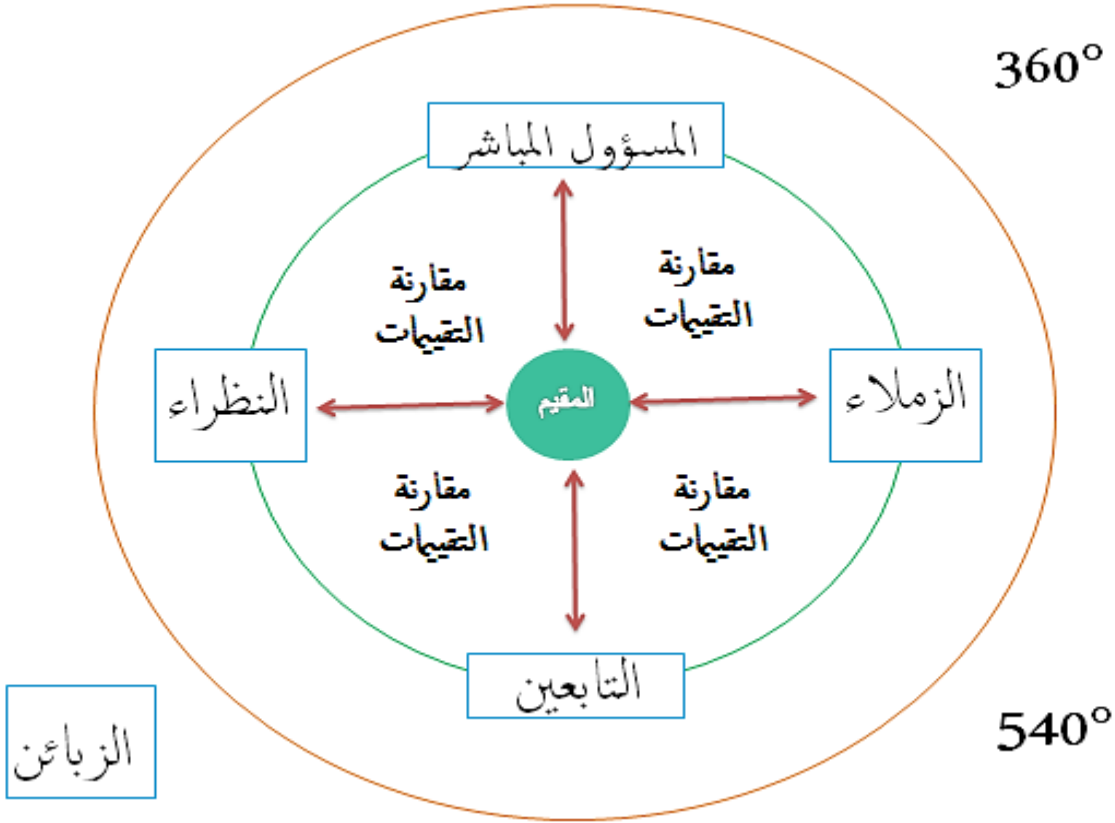 360°
المسؤول المباشر
مقارنة
التقييمات
مقارنة
التقييمات
الزملاء
المقيم
النظراء
مقارنة
التقييمات
مقارنة
التقييمات
التابعين
540°
الزبائن